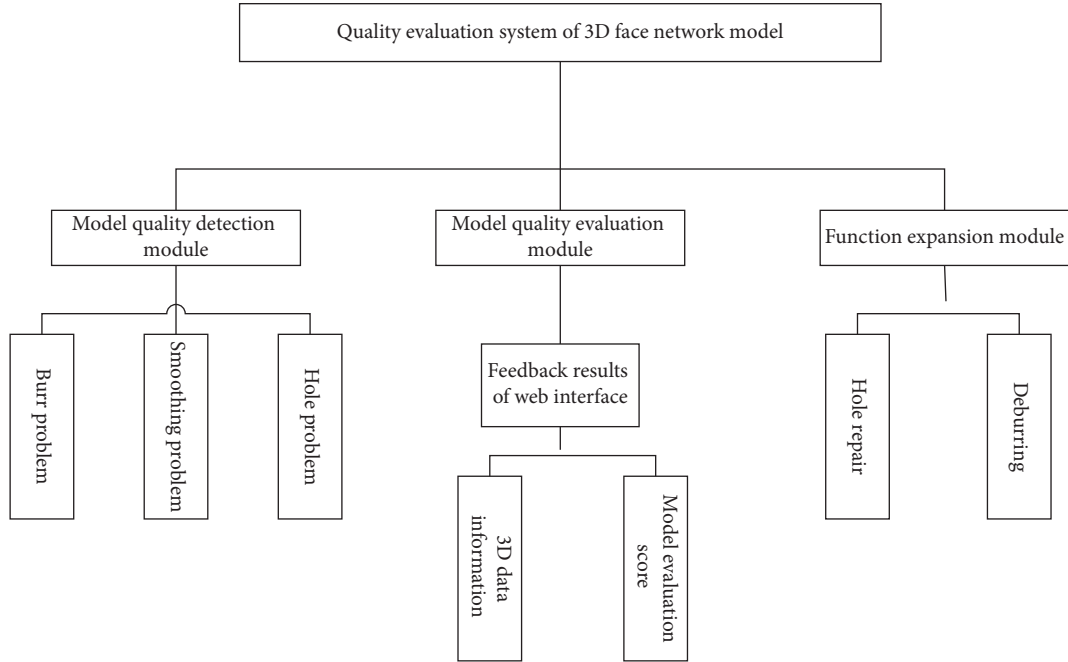 Quality evaluation system of 3D face network model
Model quality detection
module
Model quality evaluation
module
Function expansion module
Burr problem
Smoothing problem
Hole problem
Feedback results
of web interface
3D data
information
Model evaluation
score
Hole repair
Deburring